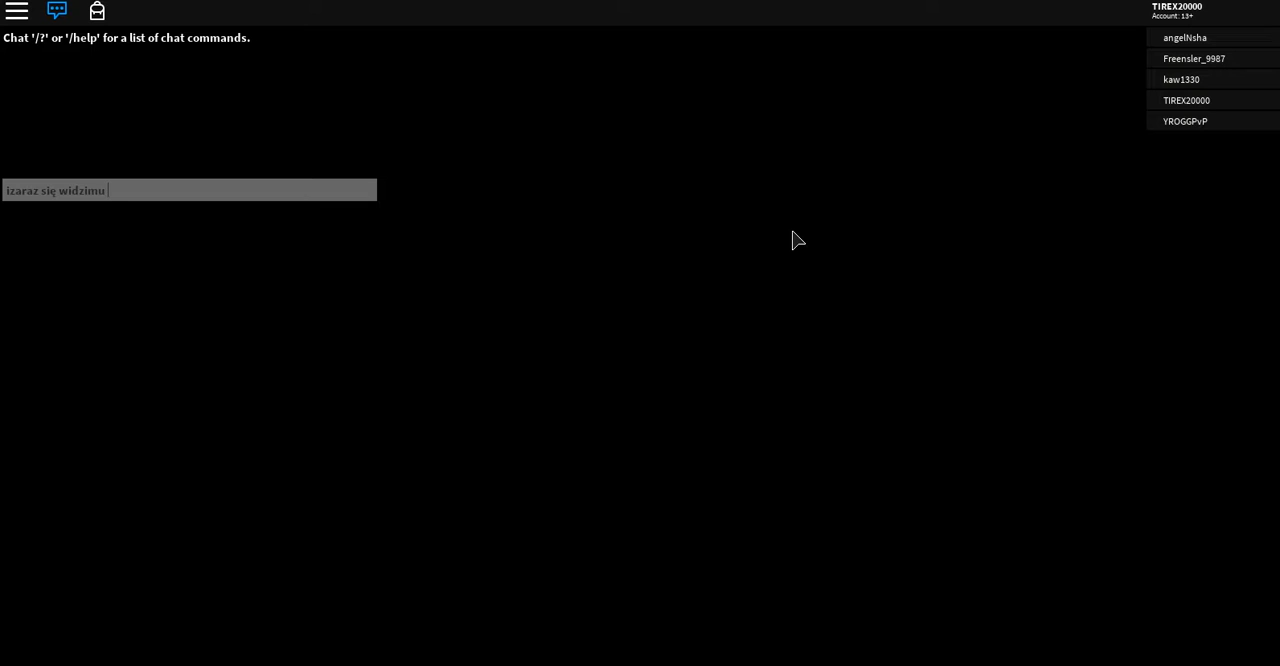 TIREX20000
Account: 13+
Chat '/?' or '/help' for a list of chat commands.
angelNsha
Freensler_9987
kaw1330
TIREX20000
YROGGPvP
izaraz się widzimu